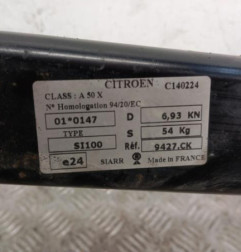 CITROEN C140224
CLASS : A 50 X
N° Homologation 94/20/EC
01*0147 D 6,93 KN
TYPE S 54 Kg
SI100 Réf. 9427.CK
e24 SIARR Made in FRANCE